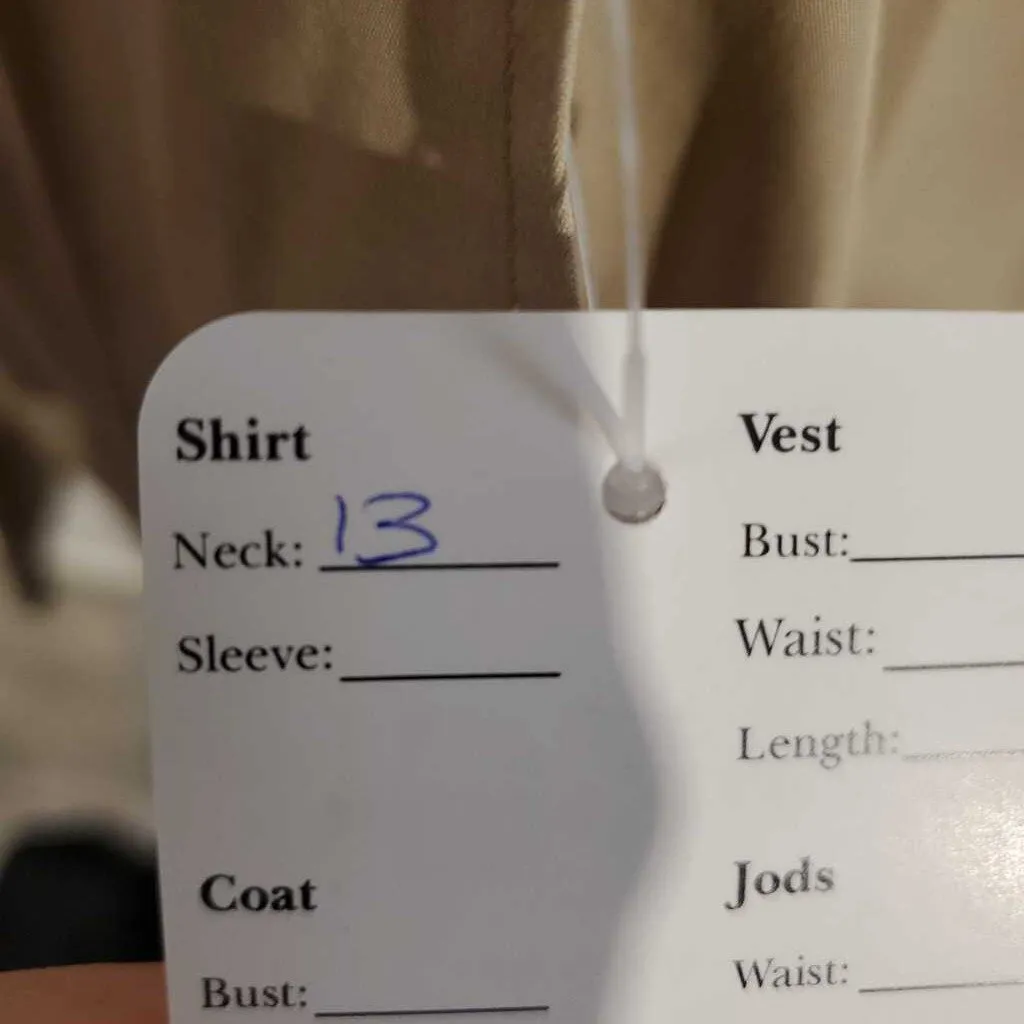 Shirt
Neck: 13
Sleeve:
Coat
Bust:
Vest
Bust:
Waist:
Length:
Jods
Waist: